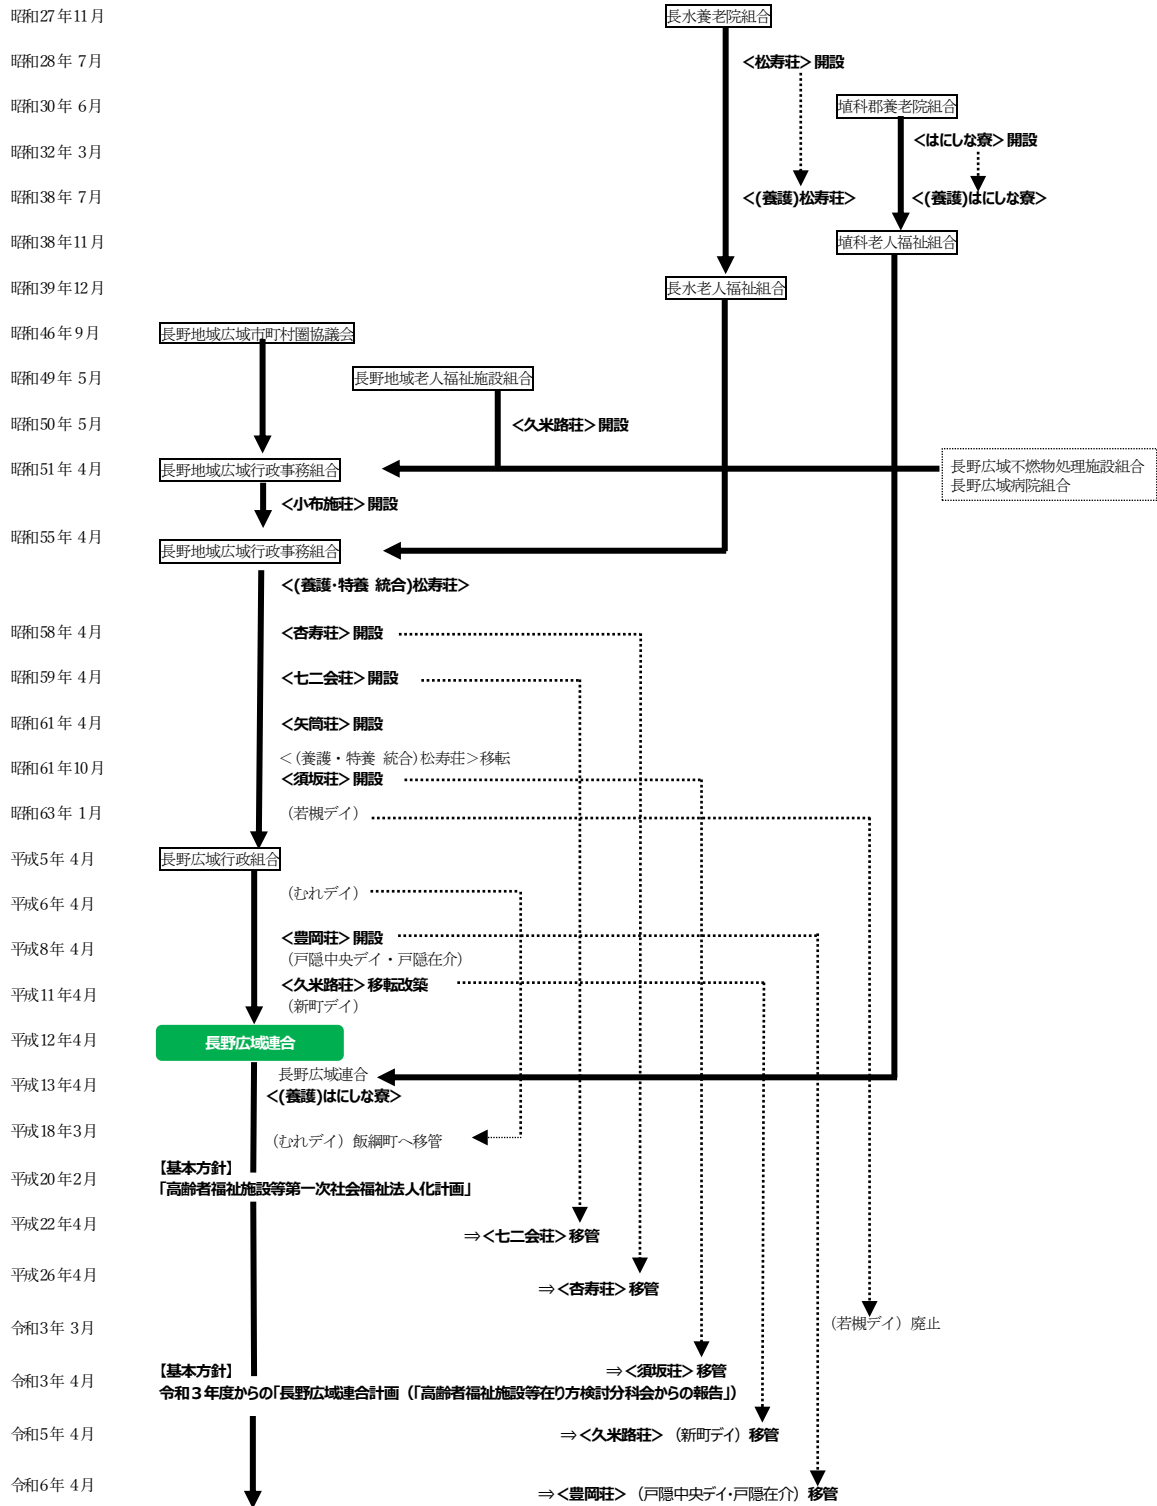 昭和27年11月
長水養老院組合
昭和28年 7月
<松寿荘>開設
昭和30年 6月
埴科郡養老院組合
昭和32年 3月
<はにしな寮>開設
昭和38年 7月
<(養護)松寿荘>
<(養護)はにしな寮>
昭和38年11月
埴科老人福祉組合
昭和39年12月
長水老人福祉組合
昭和46年9月
長野地域広域市町村圏協議会
昭和49年 5月
長野地域老人福祉施設組合
昭和50年 5月
<久米路荘>開設
昭和51年 4月
長野地域広域行政事務組合
長野広域不燃物処理施設組合
長野広域病院組合
<小布施荘>開設
昭和55年 4月
長野地域広域行政事務組合
<(養護・特養 統合)松寿荘>
昭和58年 4月
<杏寿荘>開設
昭和59年 4月
<七二会荘>開設
昭和61年 4月
<矢筒荘>開設
<(養護・特養 統合)松寿荘>移転
昭和61年10月
<須坂荘>開設
昭和63年 1月
(若槻デイ)
平成5年 4月
長野広域行政組合
平成6年 4月
(むれデイ)
平成8年 4月
<豊岡荘>開設
(戸隠中央デイ・戸隠在介)
平成11年4月
<久米路荘>移転改築
(新町デイ)
平成12年4月
長野広域連合
平成13年4月
長野広域連合
<(養護)はにしな寮>
平成18年3月
(むれデイ)飯綱町へ移管
平成20年2月
【基本方針】
「高齢者福祉施設等第一次社会福祉法人化計画」
平成22年4月
⇒<七二会荘>移管
平成26年4月
⇒<杏寿荘>移管
令和3年 3月
(若槻デイ)廃止
令和3年 4月
⇒<須坂荘>移管
【基本方針】
令和3年度からの「長野広域連合計画(「高齢者福祉施設等在り方検討分科会からの報告」)
令和5年 4月
⇒<久米路荘>(新町デイ)移管
令和6年 4月
⇒<豊岡荘>(戸隠中央デイ・戸隠在介)移管